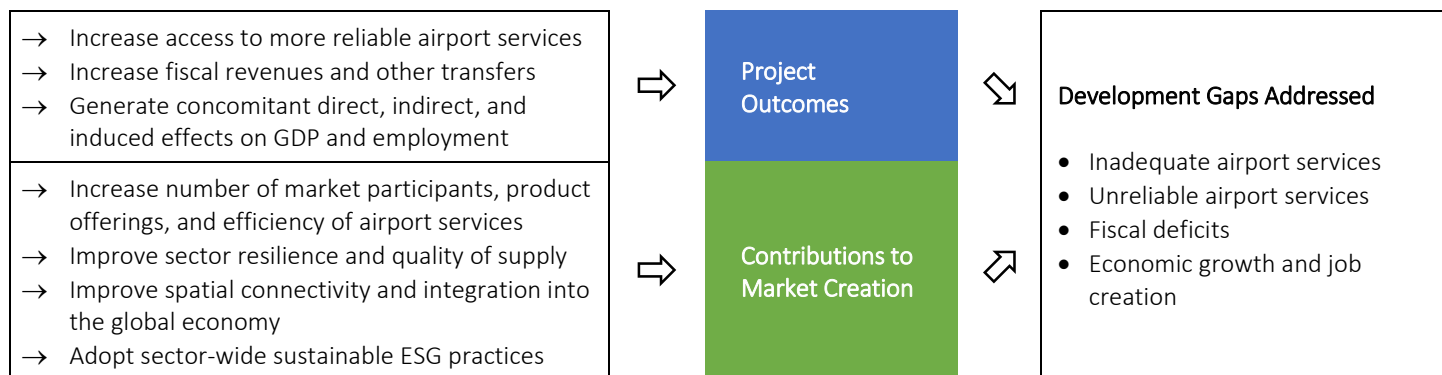 → Increase access to more reliable airport services
→ Increase fiscal revenues and other transfers
→ Generate concomitant direct, indirect, and
induced effects on GDP and employment
→ Increase number of market participants, product
offerings, and efficiency of airport services
→ Improve sector resilience and quality of supply
→ Improve spatial connectivity and integration into
the global economy
→ Adopt sector-wide sustainable ESG practices
Project
Outcomes
Contributions to
Market Creation
Development Gaps Addressed
• Inadequate airport services
• Unreliable airport services
• Fiscal deficits
• Economic growth and job
creation